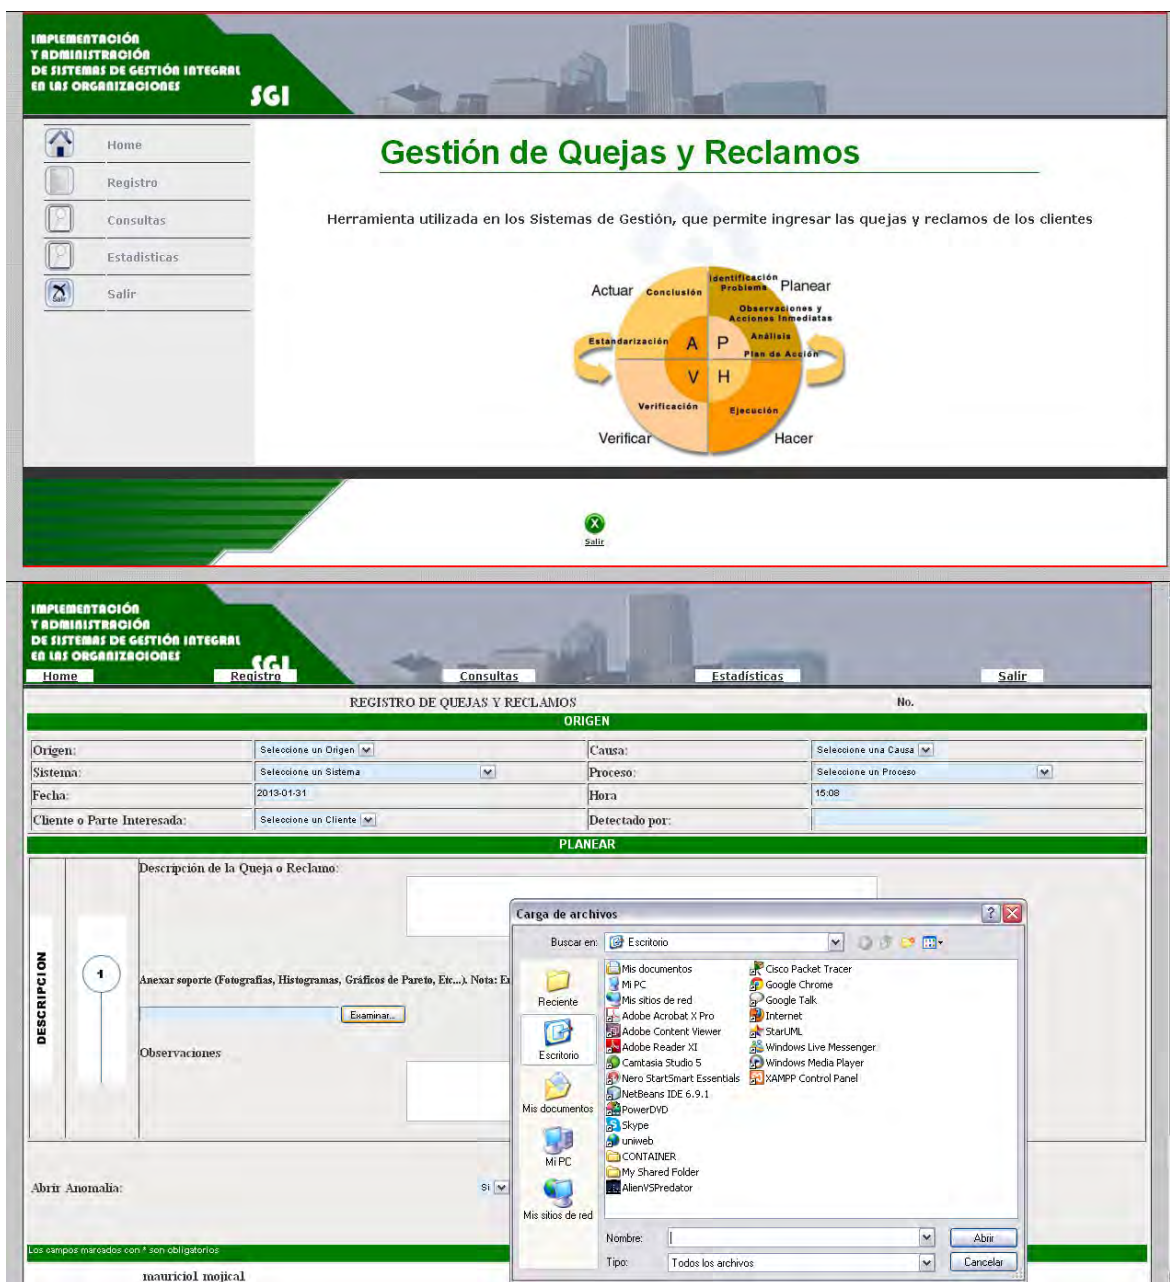 IMPLEMENTACIÓN
Y ADMINISTRACIÓN
DE SISTEMAS DE GESTIÓN INTEGRAL
EN LAS ORGANIZACIONES
SGI
Home
Registro
Consultas
Estadísticas
Salir
Gestión de Quejas y Reclamos
Herramienta utilizada en los Sistemas de Gestión, que permite ingresar las quejas y reclamos de los clientes
Actuar
Conclusión
Identificación
Problema
Planear
Observaciones y
Acciones Inmediatas
Estandarización
A
P
Análisis
Plan de Acción
V
H
Verificación
Ejecución
Verificar
Hacer
X
Salir
IMPLEMENTACIÓN
Y ADMINISTRACIÓN
DE SISTEMAS DE GESTIÓN INTEGRAL
EN LAS ORGANIZACIONES
SGI
Home Registro Consultas Estadísticas Salir
REGISTRO DE QUEJAS Y RECLAMOS No.
ORIGEN
Origen: Seleccione un Origen Causa: Seleccione una Causa
Sistema: Seleccione un Sistema Proceso: Seleccione un Proceso
Fecha: 2013-01-31 Hora 15:08
Cliente o Parte Interesada: Seleccione un Cliente Detectado por:
PLANEAR
DESCRIPCION
1
Descripción de la Queja o Reclamo:
Anexar soporte (Fotografías, Histogramas, Gráficos de Pareto, Etc...). Nota: E
Examinar...
Observaciones
Abrir Anomalia: Si
Los campos marcados con * son obligatorios
mauricio1 mojica1
Carga de archivos
Buscar en: Escritorio
Reciente
Escritorio
Mis documentos
Mi PC
Mis sitios de red
Mis documentos
Mi PC
Mis sitios de red
Adobe Acrobat X Pro
Adobe Content Viewer
Adobe Reader XI
Camtasia Studio 5
Nero StartSmart Essentials
NetBeans IDE 6.9.1
PowerDVD
Skype
uniweb
CONTAINER
My Shared Folder
AlienVSPredator
Cisco Packet Tracer
Google Chrome
Google Talk
Internet
StarUML
Windows Live Messenger
Windows Media Player
XAMPP Control Panel
Nombre: Abrir
Tipo: Todos los archivos Cancelar